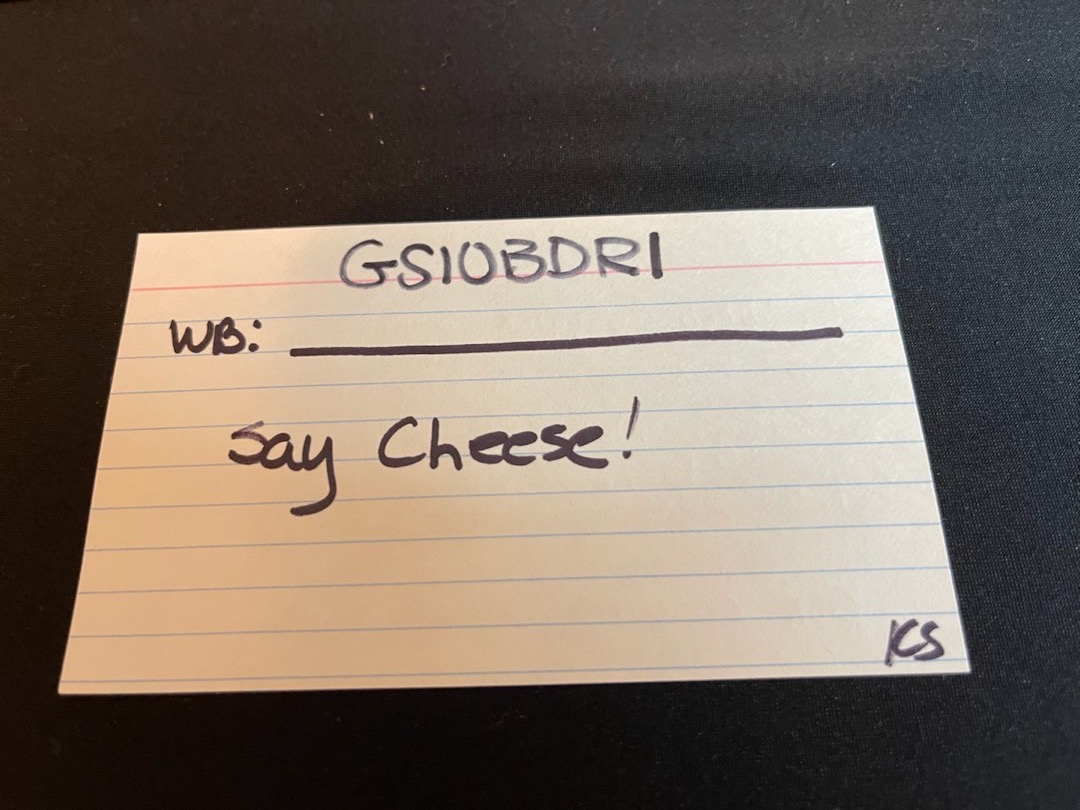 GS10BDR1
WB:
Say Cheese!
KS